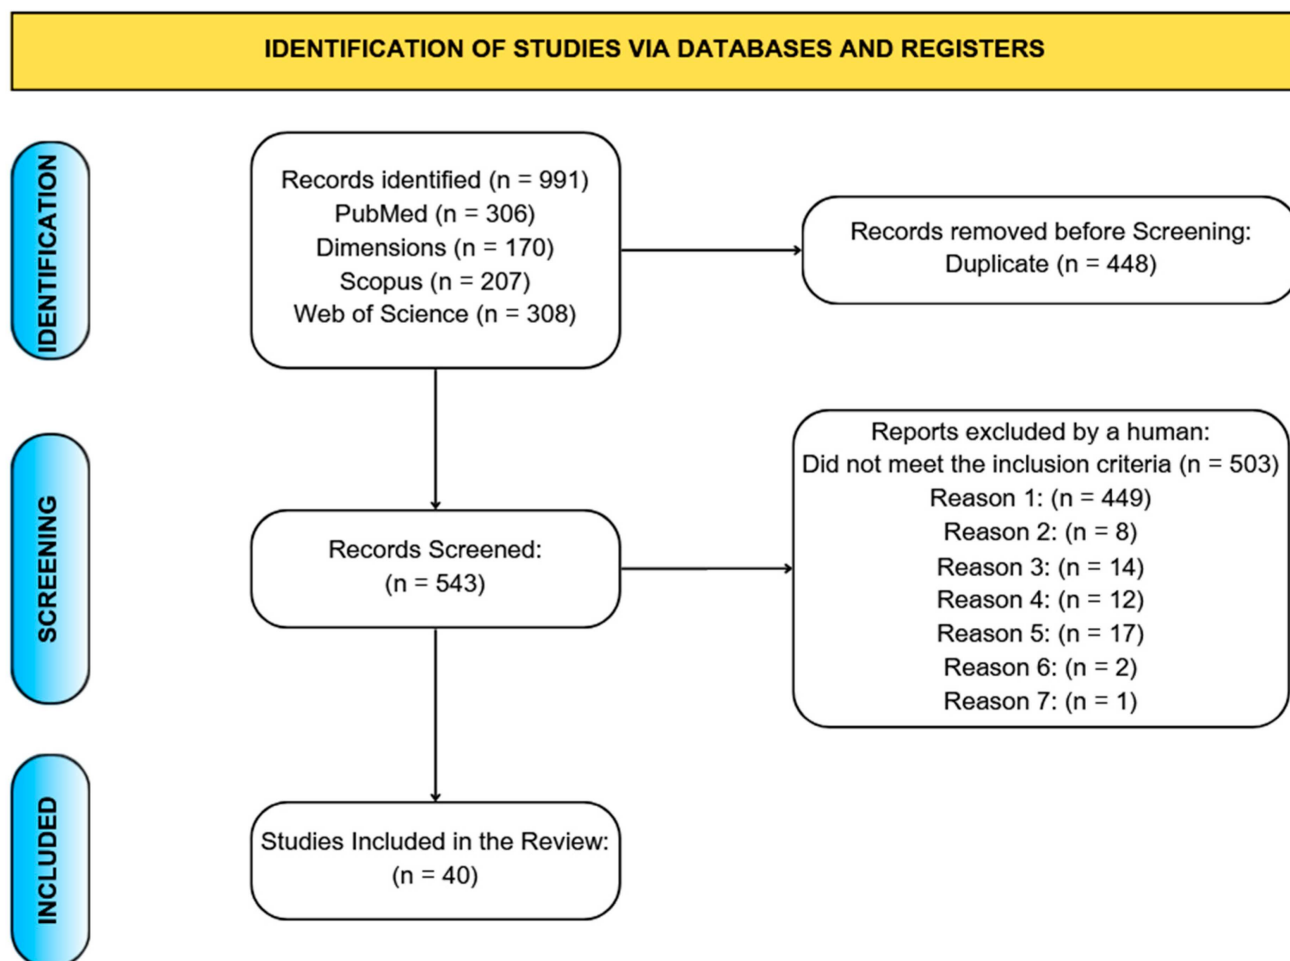 IDENTIFICATION OF STUDIES VIA DATABASES AND REGISTERS
IDENTIFICATION
Records identified (n = 991)
PubMed (n = 306)
Dimensions (n = 170)
Scopus (n = 207)
Web of Science (n = 308)
Records removed before Screening:
Duplicate (n = 448)
SCREENING
Records Screened:
(n = 543)
Reports excluded by a human:
Did not meet the inclusion criteria (n = 503)
Reason 1: (n = 449)
Reason 2: (n = 8)
Reason 3: (n = 14)
Reason 4: (n = 12)
Reason 5: (n = 17)
Reason 6: (n = 2)
Reason 7: (n = 1)
INCLUDED
Studies Included in the Review:
(n = 40)